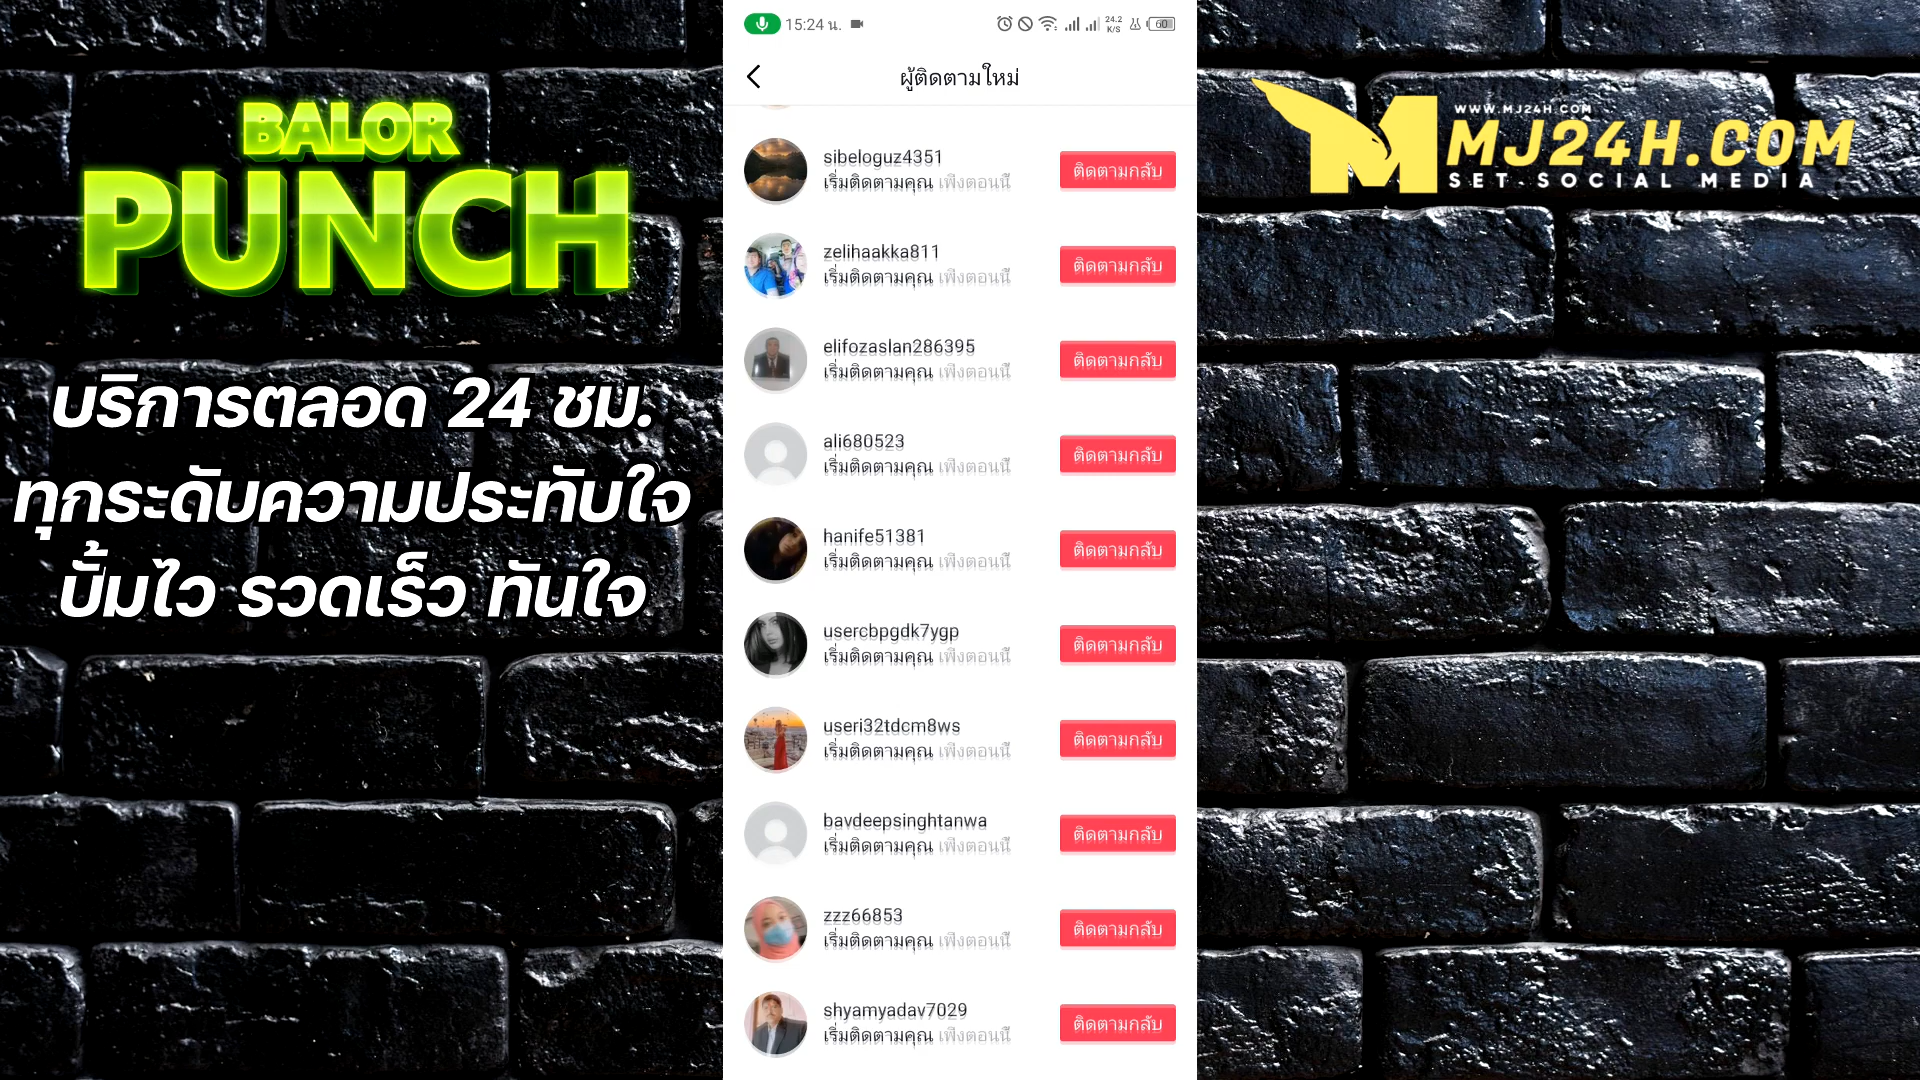 BALOR
PUNCH
บริการตลอด 24 ชม.
ทุกระดับความประทับใจ
ปั้มไว รวดเร็ว ทันใจ
15:24 น.
24.2
K/S
60
ผู้ติดตามใหม่
sibeloguz4351
เริ่มติดตามคุณ เพิ่งตอนนี้
ติดตามกลับ
zelihaakka811
เริ่มติดตามคุณ เพิ่งตอนนี้
ติดตามกลับ
elifozaslan286395
เริ่มติดตามคุณ เพิ่งตอนนี้
ติดตามกลับ
ali680523
เริ่มติดตามคุณ เพิ่งตอนนี้
ติดตามกลับ
hanife51381
เริ่มติดตามคุณ เพิ่งตอนนี้
ติดตามกลับ
usercbpgdk7ygp
เริ่มติดตามคุณ เพิ่งตอนนี้
ติดตามกลับ
useri32tdcm8ws
เริ่มติดตามคุณ เพิ่งตอนนี้
ติดตามกลับ
bavdeepsinghtanwa
เริ่มติดตามคุณ เพิ่งตอนนี้
ติดตามกลับ
zzz66853
เริ่มติดตามคุณ เพิ่งตอนนี้
ติดตามกลับ
shyamyadav7029
เริ่มติดตามคุณ เพิ่งตอนนี้
ติดตามกลับ
WWW.MJ24H.COM
MJ24H.COM
SET SOCIAL MEDIA